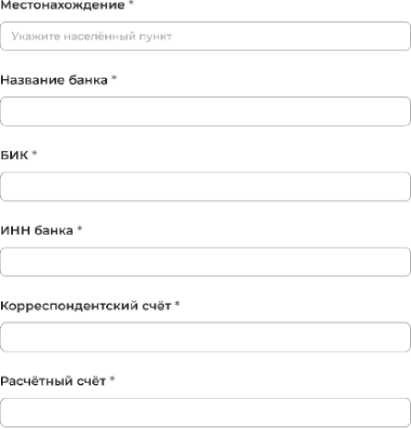 Местонахождение *
Укажите населённый пункт
Название банка *
БИК *
ИНН банка *
Корреспондентский счёт *
Расчётный счёт *